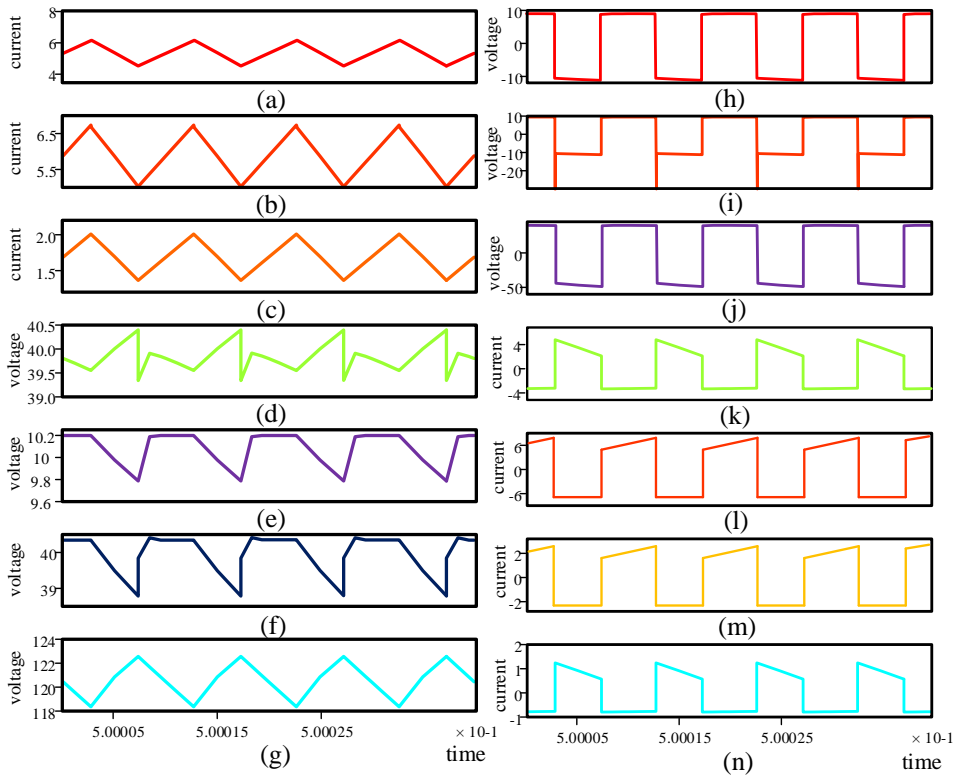 8
6
4
current
(a)
6.5
5.5
current
(b)
2.0
1.5
current
(c)
40.5
40.0
39.5
39.0
voltage
(d)
10.2
10
9.8
9.6
voltage
(e)
40
39
voltage
(f)
124
122
120
118
voltage
5.00005 5.00015 5.00025 × 10-1
(g) time
10
0
-10
voltage
(h)
10
0
-10
-20
voltage
(i)
0
-50
voltage
(j)
4
0
-4
current
(k)
6
0
-6
current
(l)
2
0
-2
current
(m)
2
1
0
-1
current
5.00005 5.00015 5.00025 × 10-1
(n) time